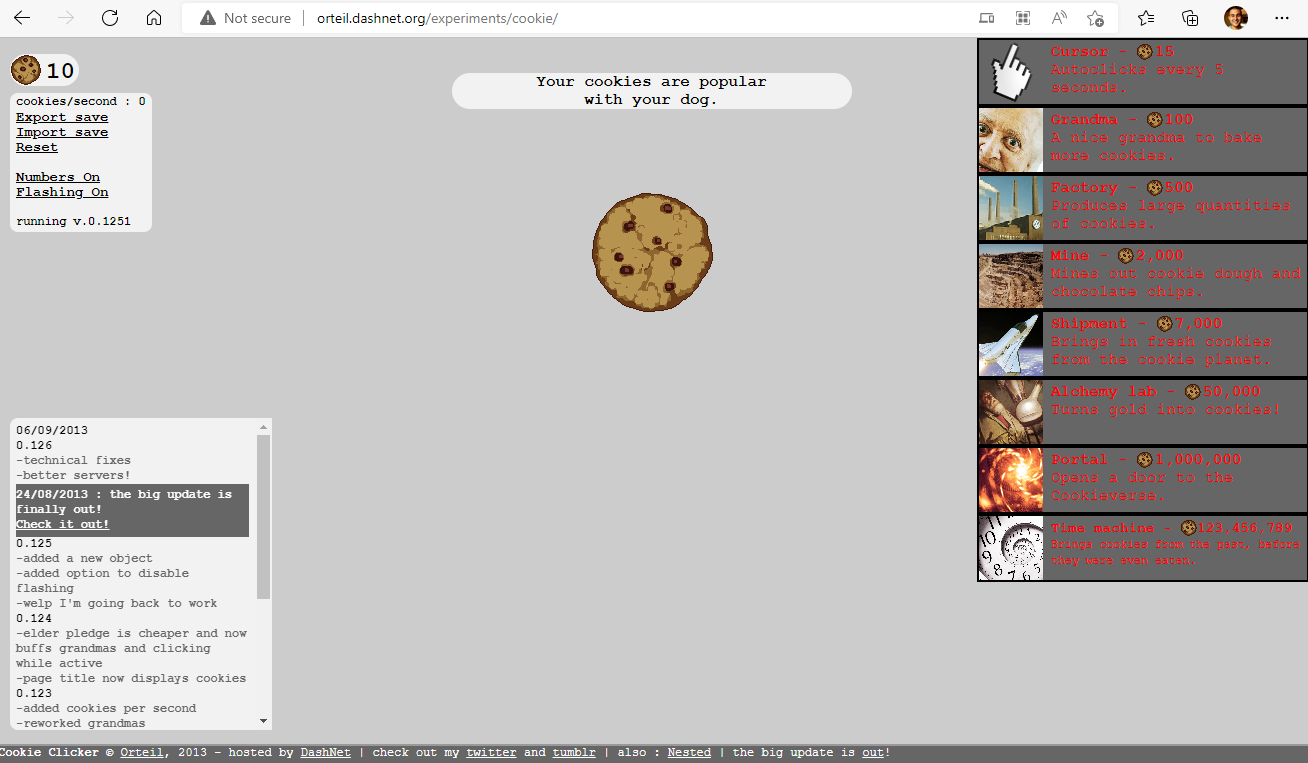 Not secure | orteil.dashnet.org/experiments/cookie/
10
cookies/second : 0
Export save
Import save
Reset
Numbers On
Flashing On
running v.0.1251
Your cookies are popular
with your dog.
Cursor - 15
Autoclicks every 5
seconds.
Grandma - 100
A nice grandma to bake
more cookies.
Factory - 500
Produces large quantities
of cookies.
Mine - 2,000
Mines out cookie dough and
chocolate chips.
Shipment - 7,000
Brings in fresh cookies
from the cookie planet.
Alchemy lab - 50,000
Turns gold into cookies!
Portal - 1,000,000
Opens a door to the
Cookieverse.
Time machine - 123,456,789
Brings cookies from the past, before
they were even eaten.
06/09/2013
0.126
-technical fixes
-better servers!
24/08/2013 : the big update is
finally out!
Check it out!
0.125
-added a new object
-added option to disable
flashing
-welp I'm going back to work
0.124
-elder pledge is cheaper and now
buffs grandmas and clicking
while active
-page title now displays cookies
0.123
-added cookies per second
-reworked grandmas
Cookie Clicker © Orteil, 2013 - hosted by DashNet | check out my twitter and tumblr | also : Nested | the big update is out!